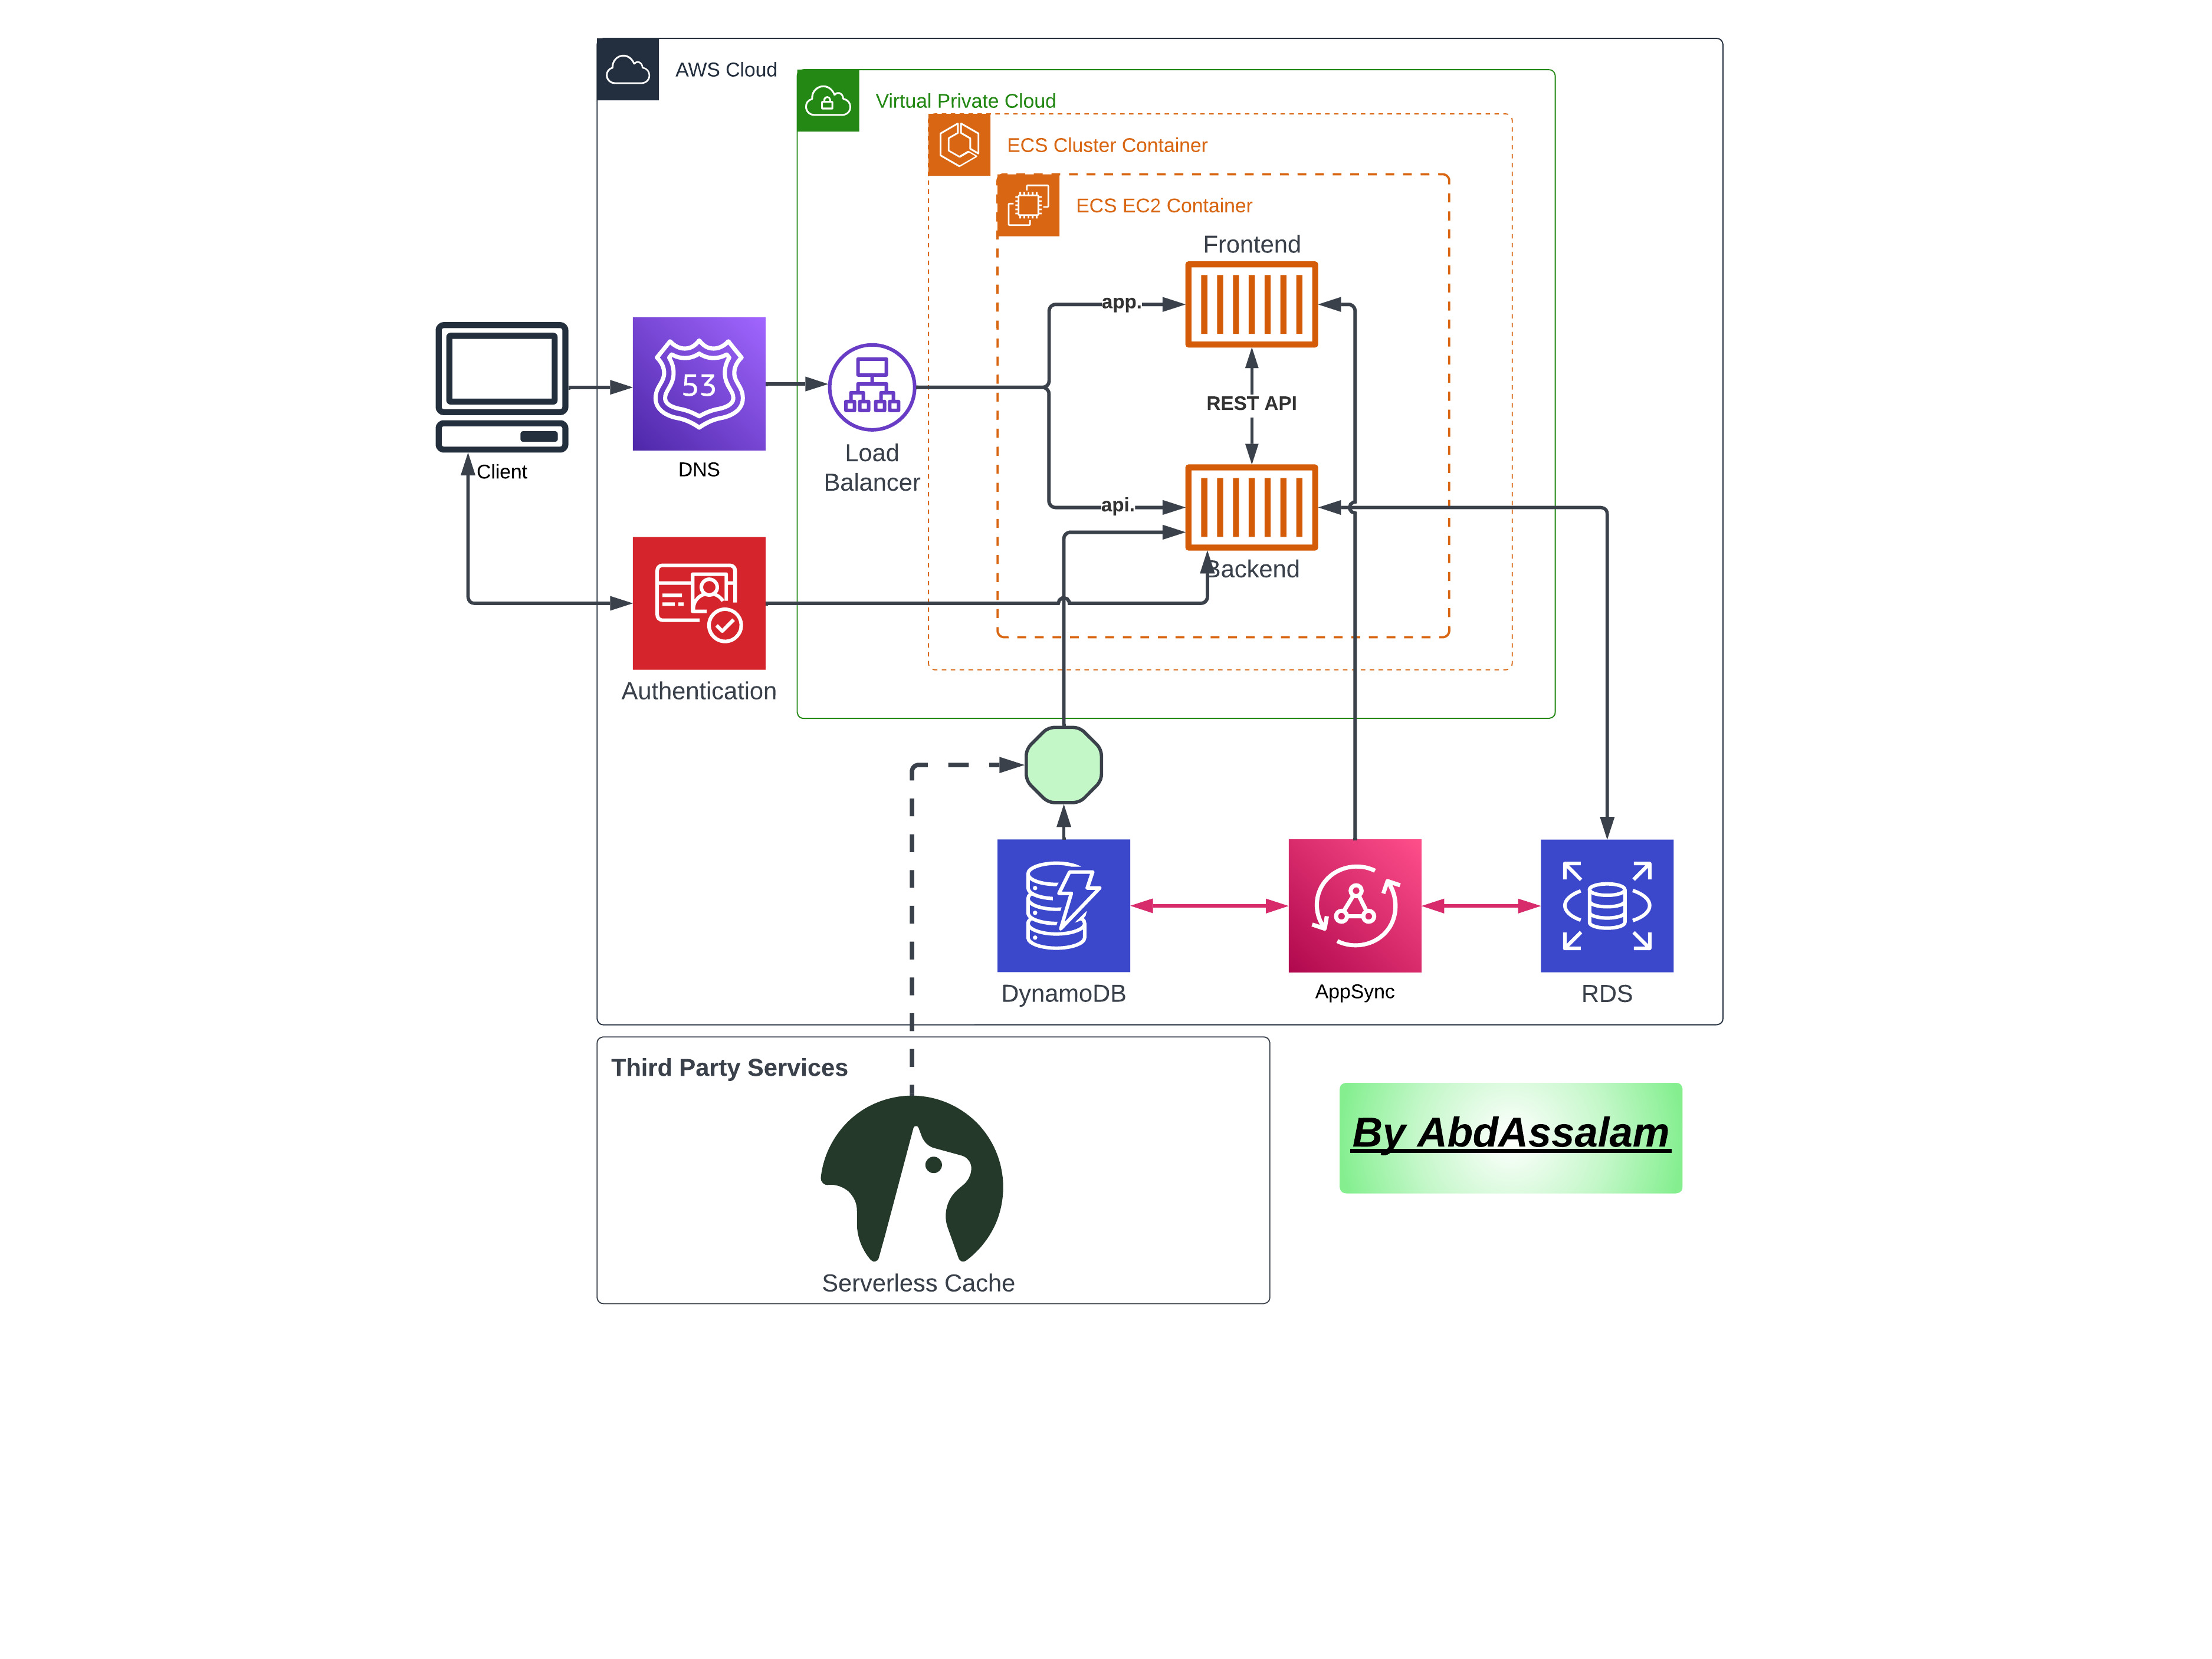 AWS Cloud
Virtual Private Cloud
ECS Cluster Container
ECS EC2 Container
Frontend
app.
53
REST API
Client
DNS
Load
Balancer
api.
Backend
Authentication
DynamoDB
AppSync
RDS
Third Party Services
By AbdAssalam
Serverless Cache